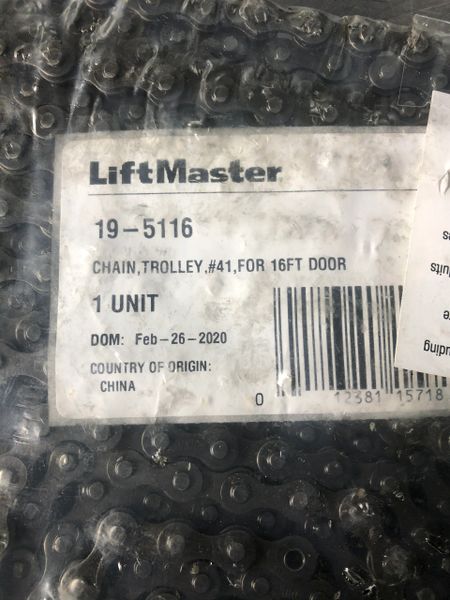 LiftMaster
19-5116
CHAIN,TROLLEY,#41,FOR 16FT DOOR
1 UNIT
DOM: Feb-26-2020
COUNTRY OF ORIGIN:
CHINA
0 12381 15718